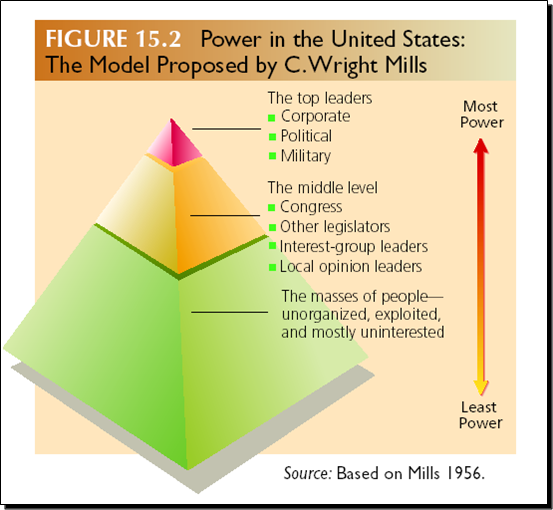 FIGURE 15.2 Power in the United States:
The Model Proposed by C. Wright Mills
The top leaders
Corporate
Political
Military
The middle level
Congress
Other legislators
Interest-group leaders
Local opinion leaders
The masses of people—
unorganized, exploited,
and mostly uninterested
Most
Power
Least
Power
Source: Based on Mills 1956.